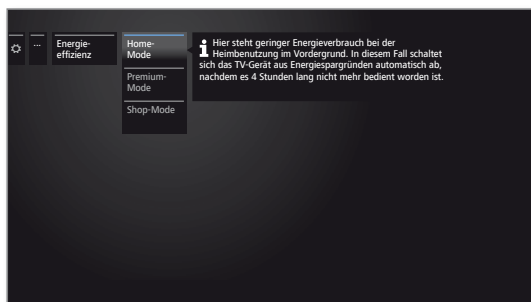 ...
Energie-
effizienz
Home-
Mode
Premium-
Mode
Shop-Mode
Hier steht geringer Energieverbrauch bei der
Heimbenutzung im Vordergrund. In diesem Fall schaltet
sich das TV-Gerät aus Energiespargründen automatisch ab,
nachdem es 4 Stunden lang nicht mehr bedient worden ist.